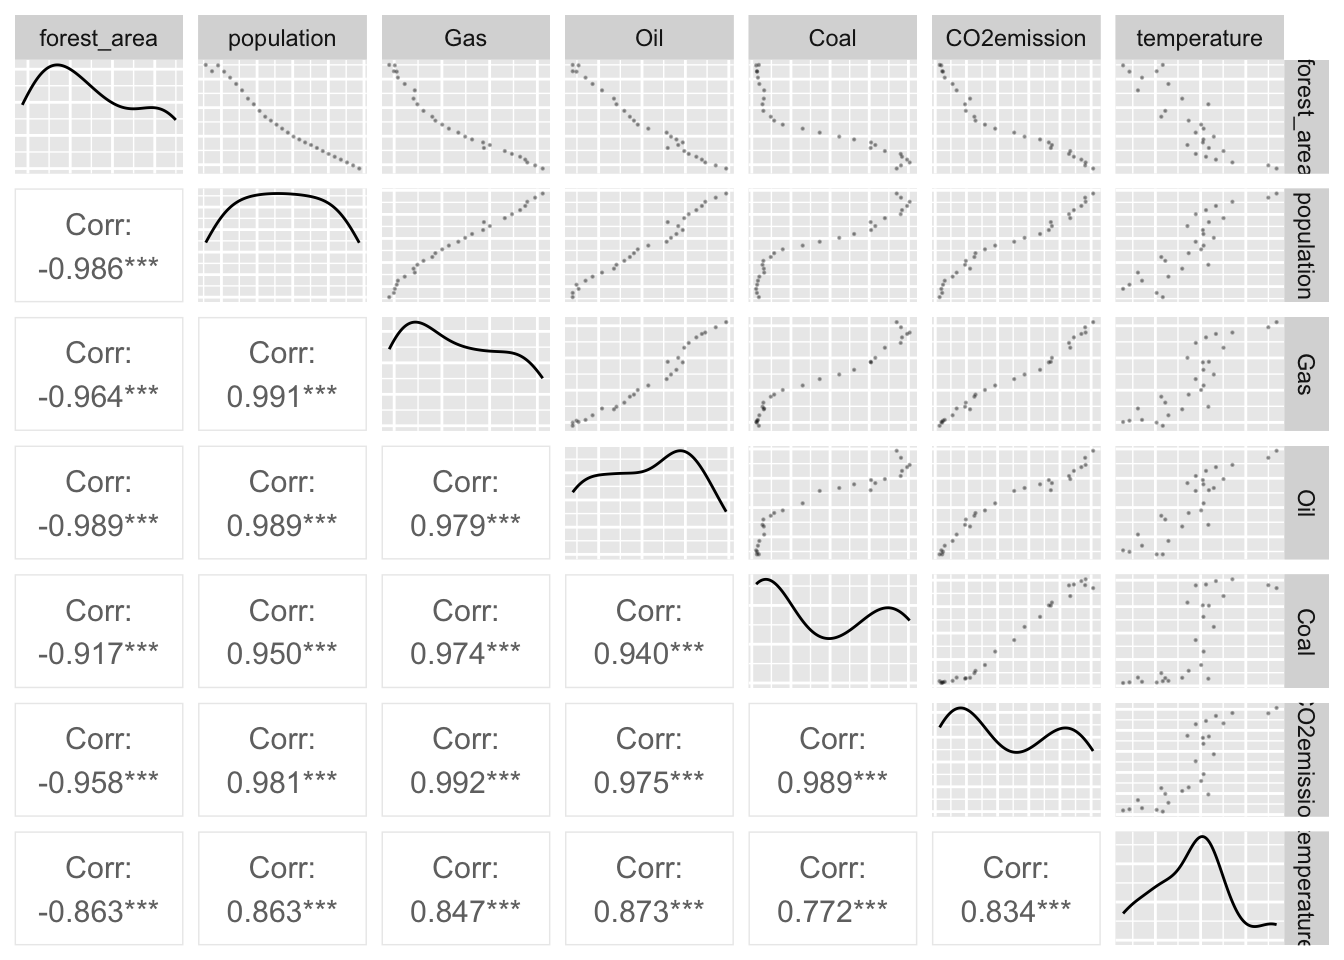 forest_area population Gas Oil Coal CO2emission temperature
forest_area
Corr:
-0.986***
population
Corr: Corr:
-0.964*** 0.991***
Gas
Corr: Corr: Corr:
-0.989*** 0.989*** 0.979***
Oil
Corr: Corr: Corr: Corr:
-0.917*** 0.950*** 0.974*** 0.940***
Coal
Corr: Corr: Corr: Corr: Corr:
-0.958*** 0.981*** 0.992*** 0.975*** 0.989***
CO2emissio
Corr: Corr: Corr: Corr: Corr: Corr:
-0.863*** 0.863*** 0.847*** 0.873*** 0.772*** 0.834***
temperature